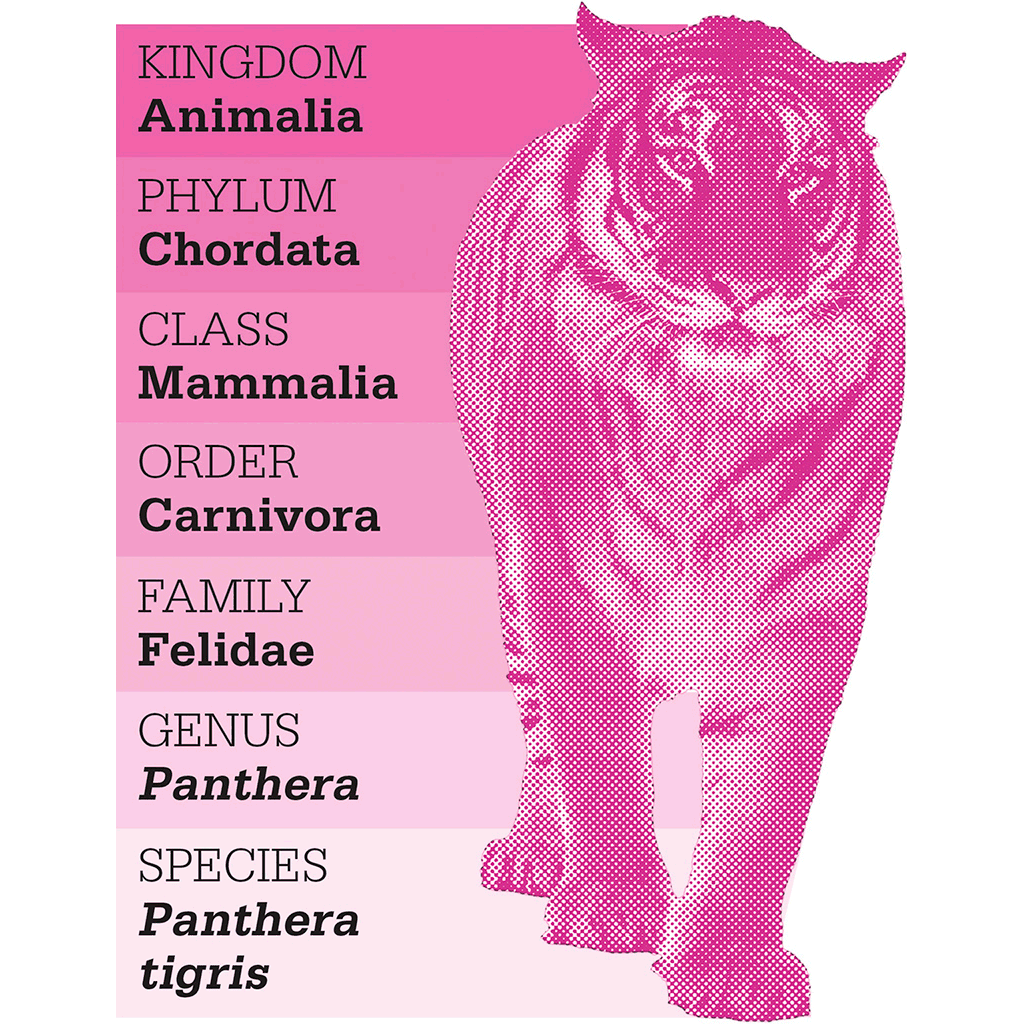 KINGDOM
Animalia
PHYLUM
Chordata
CLASS
Mammalia
ORDER
Carnivora
FAMILY
Felidae
GENUS
Panthera
SPECIES
Panthera
tigris